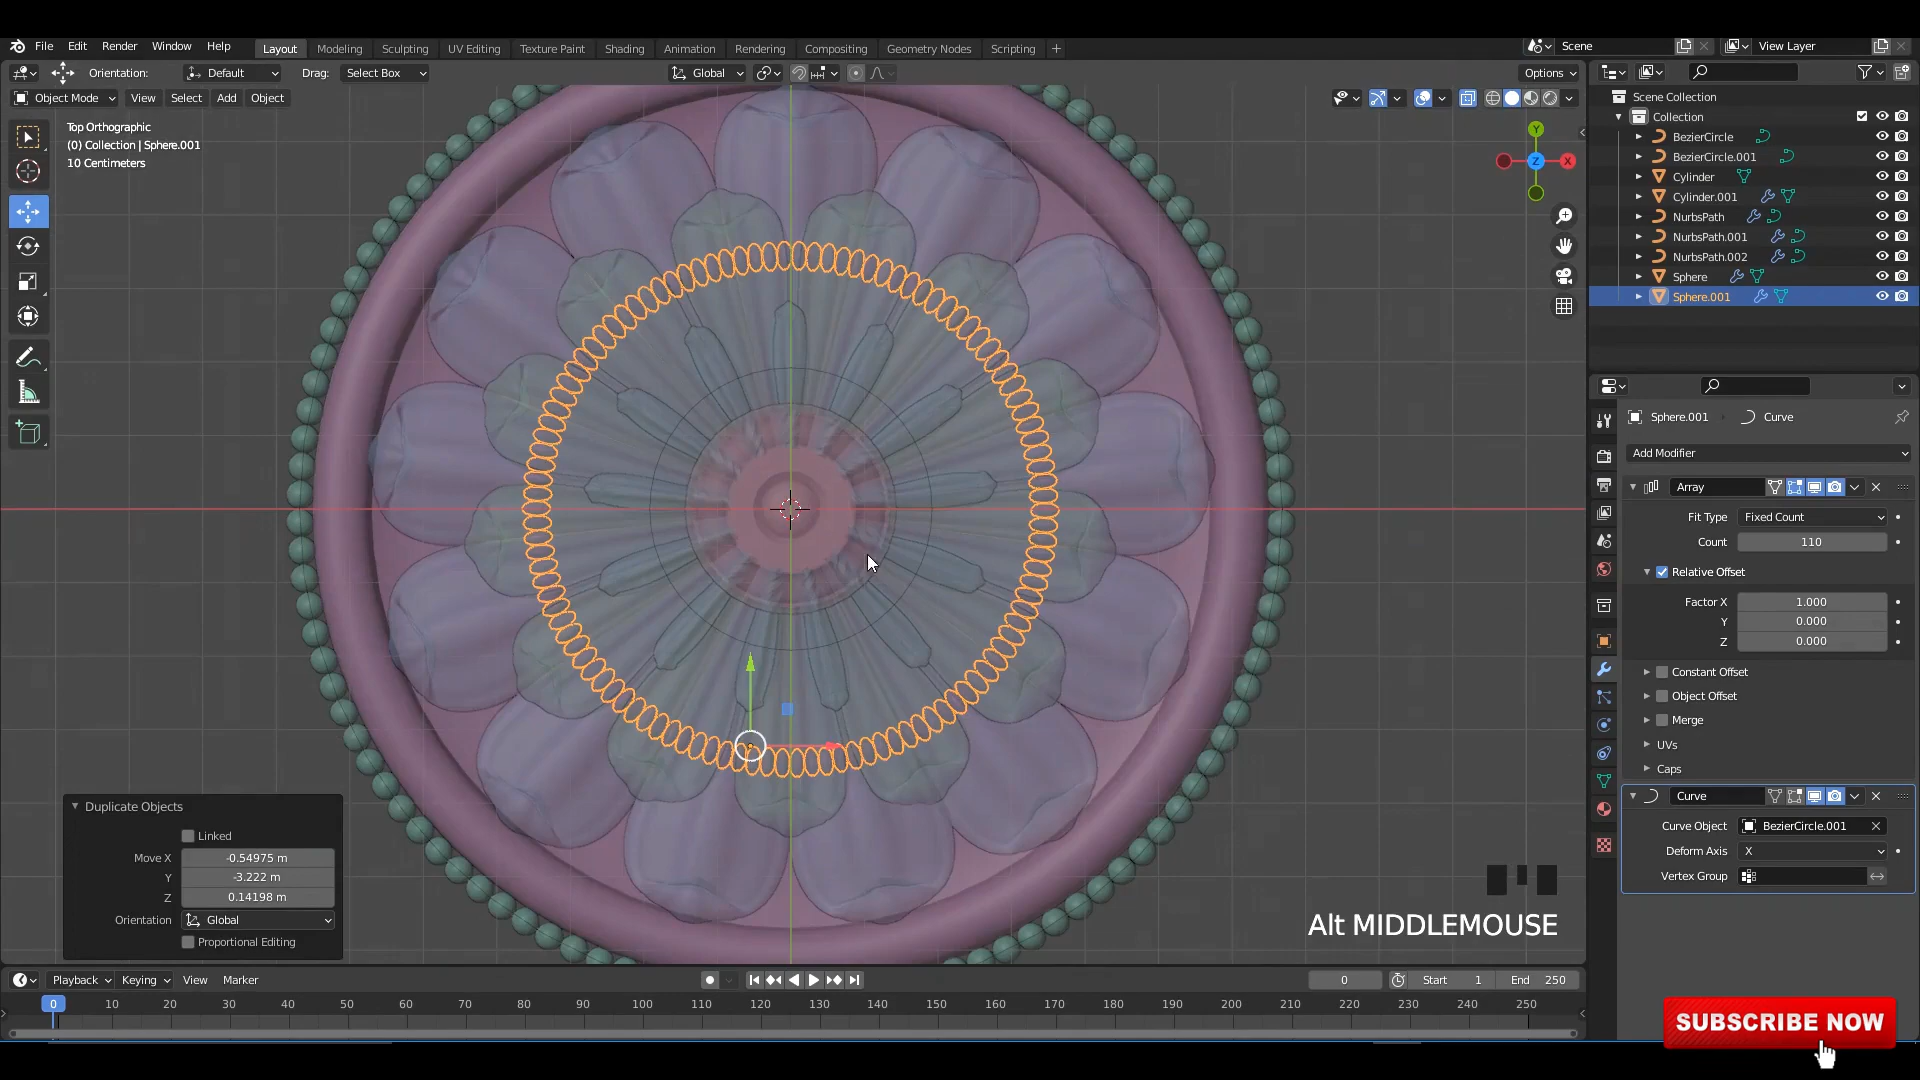 File Edit Render Window Help Layout Modeling Sculpting UV Editing Texture Paint Shading Animation Rendering Compositing Geometry Nodes Scripting + Scene View Layer
Orientation: Default Drag: Select Box Global Options
Object Mode View Select Add Object
Top Orthographic
(0) Collection | Sphere.001
10 Centimeters
Y
Z
X
Scene Collection
Collection
BezierCircle
BezierCircle.001
Cylinder
Cylinder.001
NurbsPath
NurbsPath.001
NurbsPath.002
Sphere
Sphere.001
Sphere.001 Curve
Add Modifier
Array
Fit Type Fixed Count
Count 110
Relative Offset
Factor X 1.000
Y 0.000
Z 0.000
Constant Offset
Object Offset
Merge
UVs
Caps
Curve
Curve Object BezierCircle.001
Deform Axis X
Vertex Group
Duplicate Objects
Linked
Move X -0.54975 m
Y -3.222 m
Z 0.14198 m
Orientation Global
Proportional Editing
Alt MIDDLEMOUSE
Playback Keying View Marker 0 Start 1 End 250
0 10 20 30 40 50 60 70 80 90 100 110 120 130 140 150 160 170 180 190 200 210 220 230 240 250
SUBSCRIBE NOW